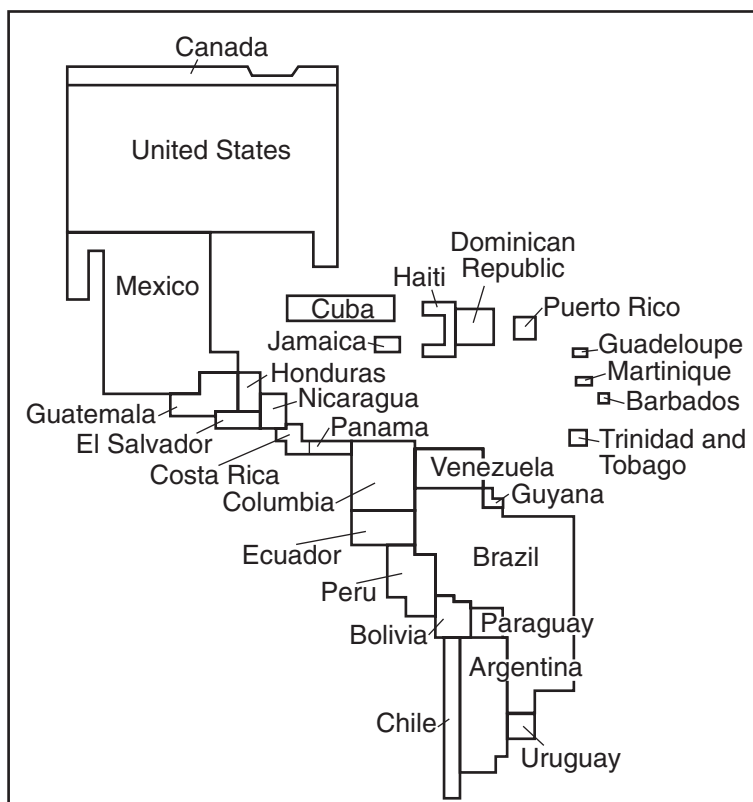 Canada
United States
Dominican
Republic
Haiti
Mexico
Cuba
Puerto Rico
Jamaica
Guadeloupe
Honduras
Martinique
Nicaragua
Guatemala
Barbados
El Salvador
Panama
Trinidad and
Tobago
Costa Rica
Venezuela
Columbia
Guyana
Ecuador
Brazil
Peru
Bolivia
Paraguay
Argentina
Chile
Uruguay